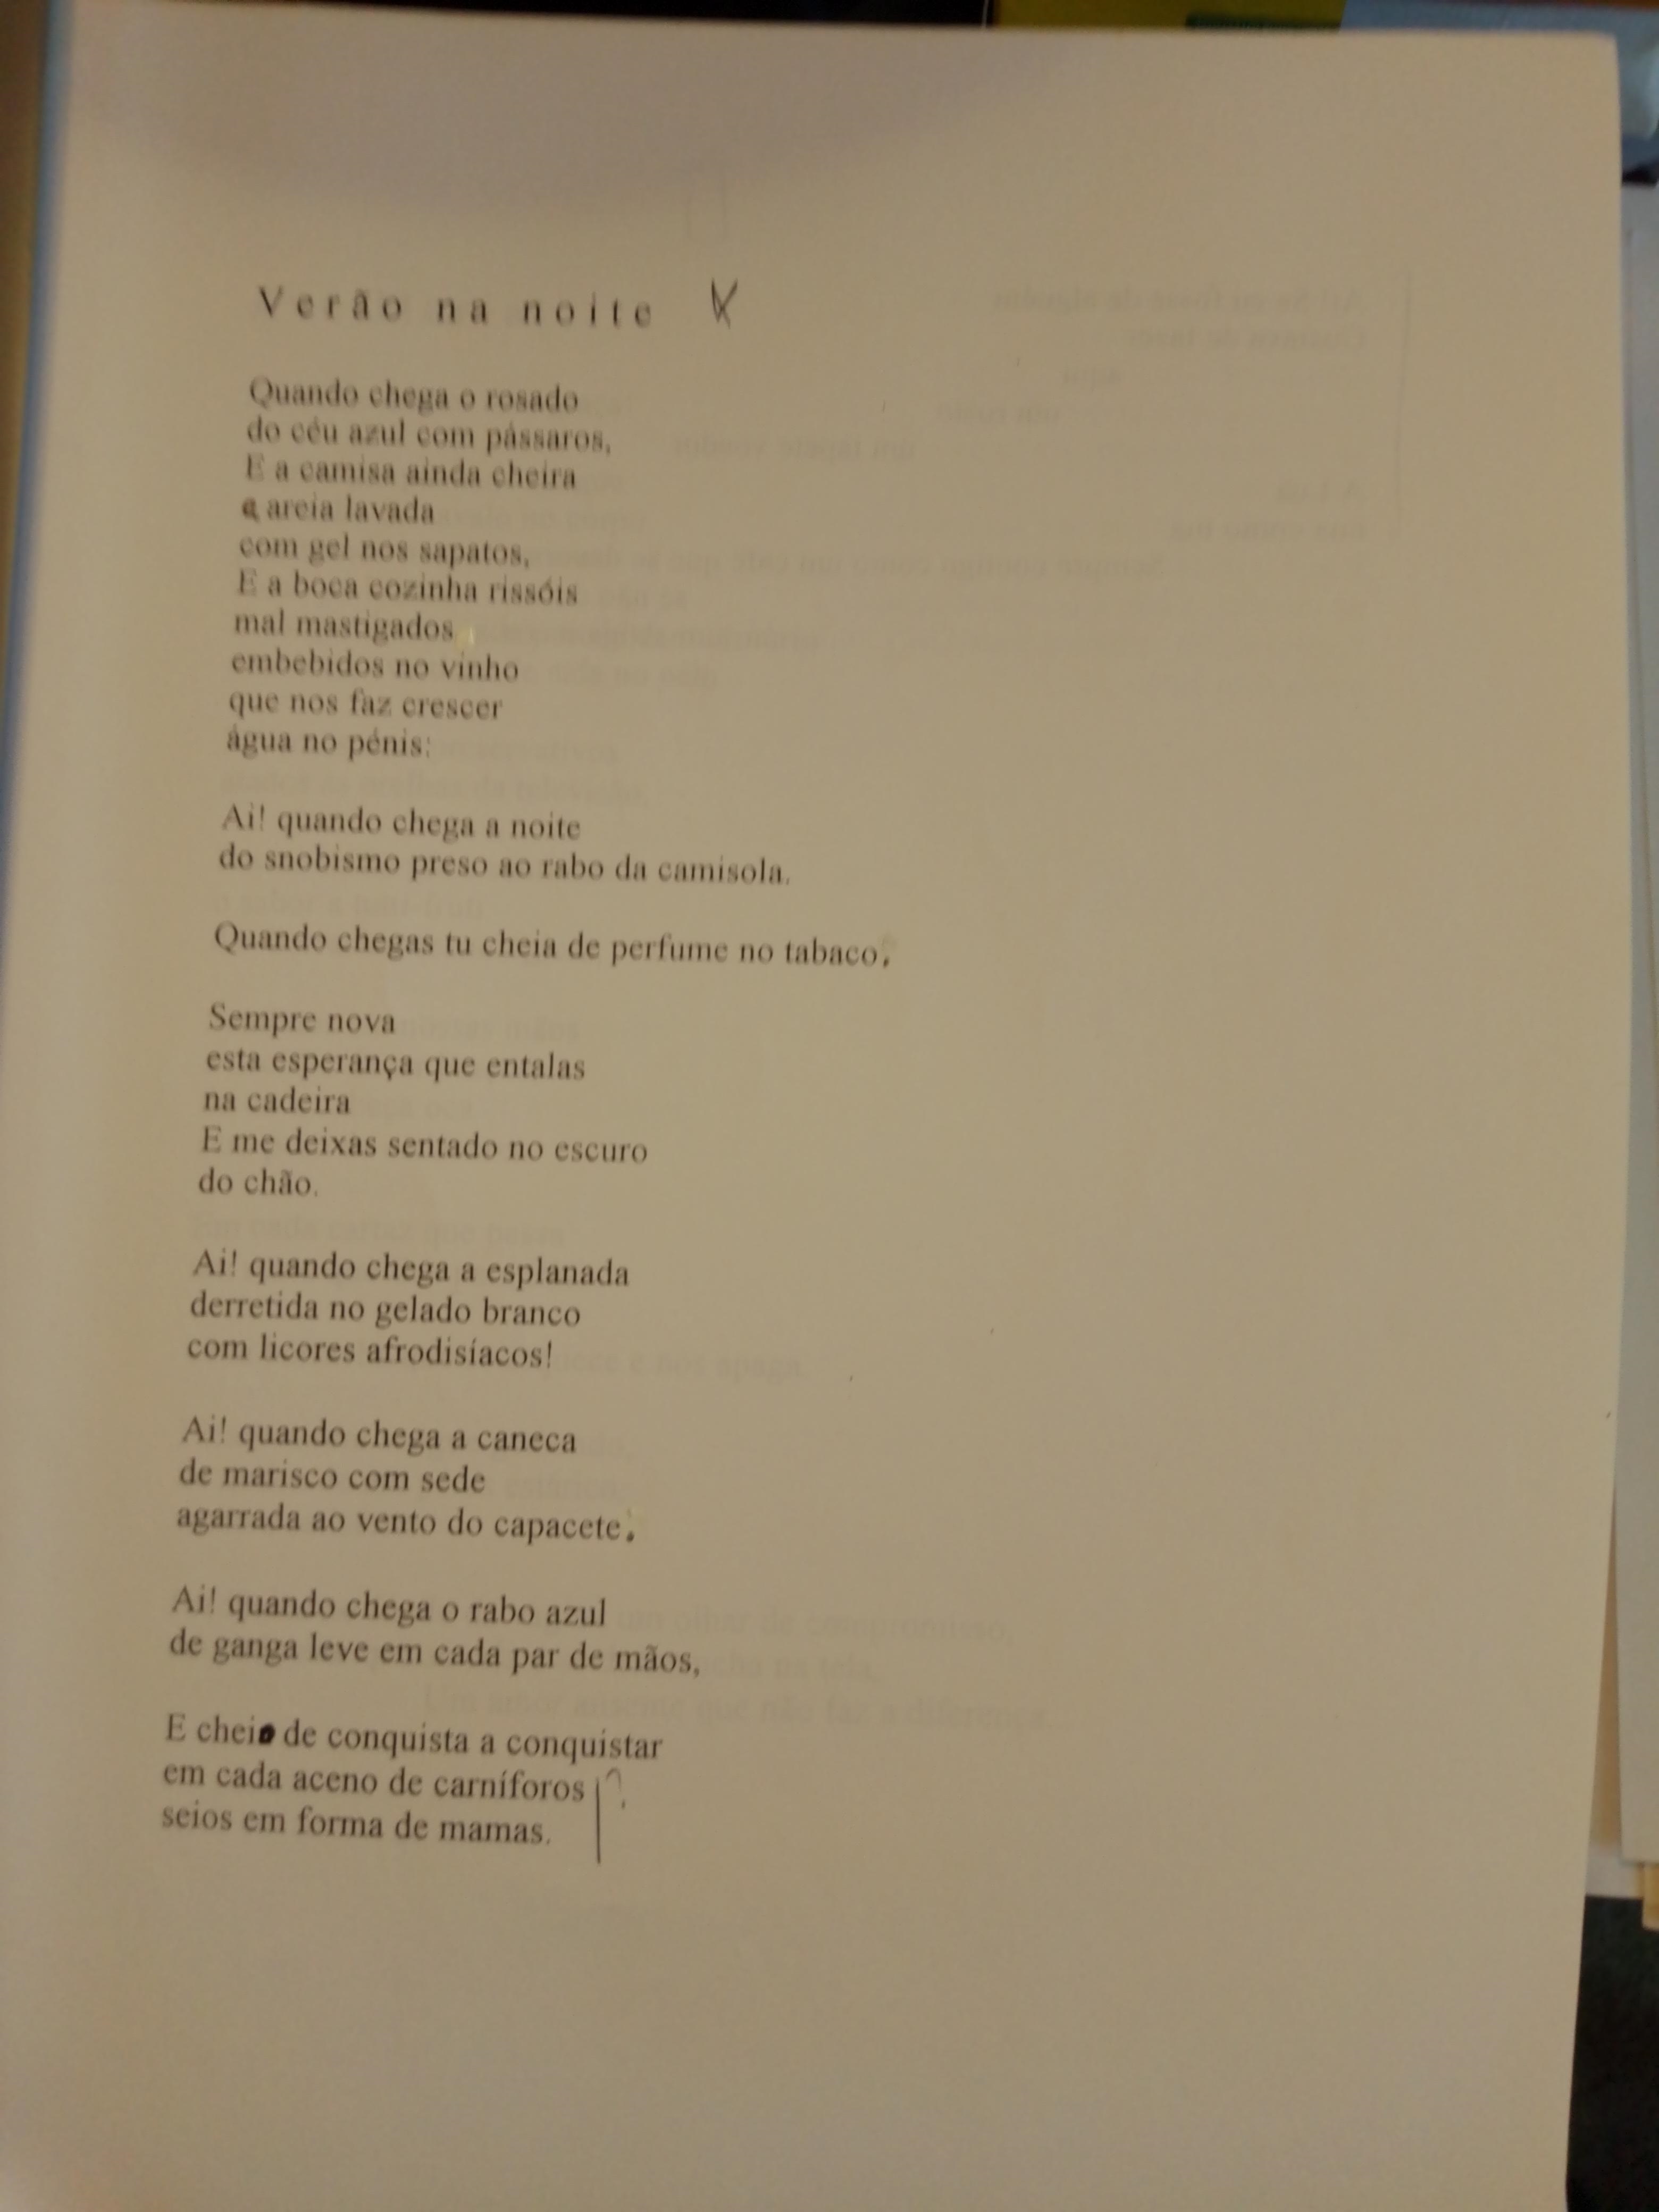 Verão na noite
Quando chega o rosado
do céu azul com pássaros,
E a camisa ainda cheira
a areia lavada
com gel nos sapatos,
E a boca cozinha rissóis
mal mastigados
embebidos no vinho
que nos faz crescer
água no pénis:
Ai! quando chega a noite
do snobismo preso ao rabo da camisola.
Quando chegas tu cheia de perfume no tabaco.
Sempre nova
esta esperança que entalas
na cadeira
E me deixas sentado no escuro
do chão.
Ai! quando chega a esplanada
derretida no gelado branco
com licores afrodisíacos!
Ai! quando chega a caneca
de marisco com sede
agarrada ao vento do capacete.
Ai! quando chega o rabo azul
de ganga leve em cada par de mãos,
E cheio de conquista a conquistar
em cada aceno de carníforos ?
seios em forma de mamas.